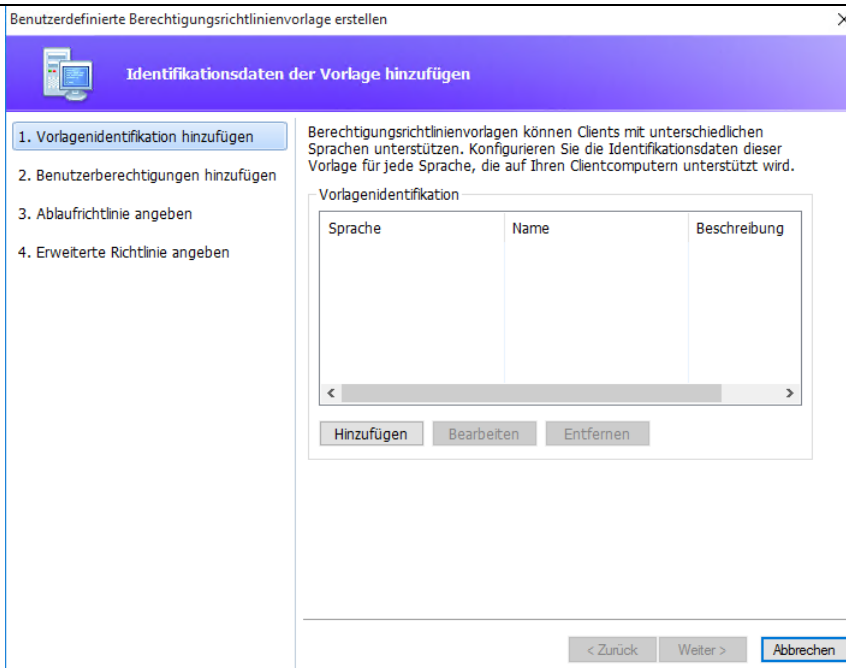 Benutzerdefinierte Berechtigungsrichtlinienvorlage erstellen
Identifikationsdaten der Vorlage hinzufügen
1. Vorlagenidentifikation hinzufügen
2. Benutzerberechtigungen hinzufügen
3. Ablaufrichtlinie angeben
4. Erweiterte Richtlinie angeben
Berechtigungsrichtlinienvorlagen können Clients mit unterschiedlichen
Sprachen unterstützen. Konfigurieren Sie die Identifikationsdaten dieser
Vorlage für jede Sprache, die auf Ihren Clientcomputern unterstützt wird.
Vorlagenidentifikation
Sprache Name Beschreibung
Hinzufügen Bearbeiten Entfernen
< Zurück Weiter > Abbrechen